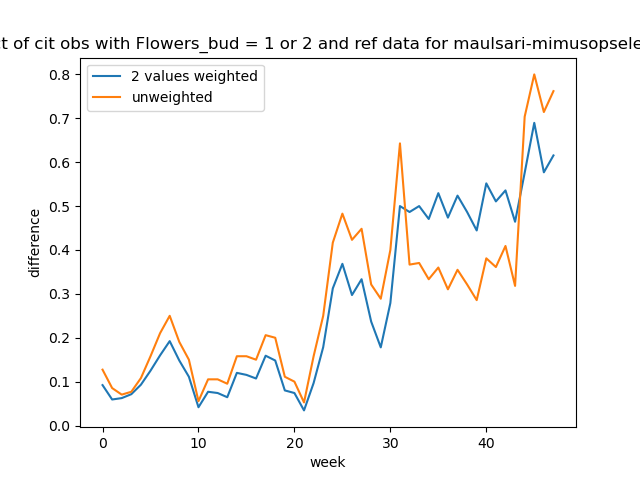 ct of cit obs with Flowers_bud = 1 or 2 and ref data for maulsari-mimusopsele
2 values weighted
unweighted
0.8
0.7
0.6
0.5
0.4
0.3
0.2
0.1
0.0
difference
0
10
20
30
40
week